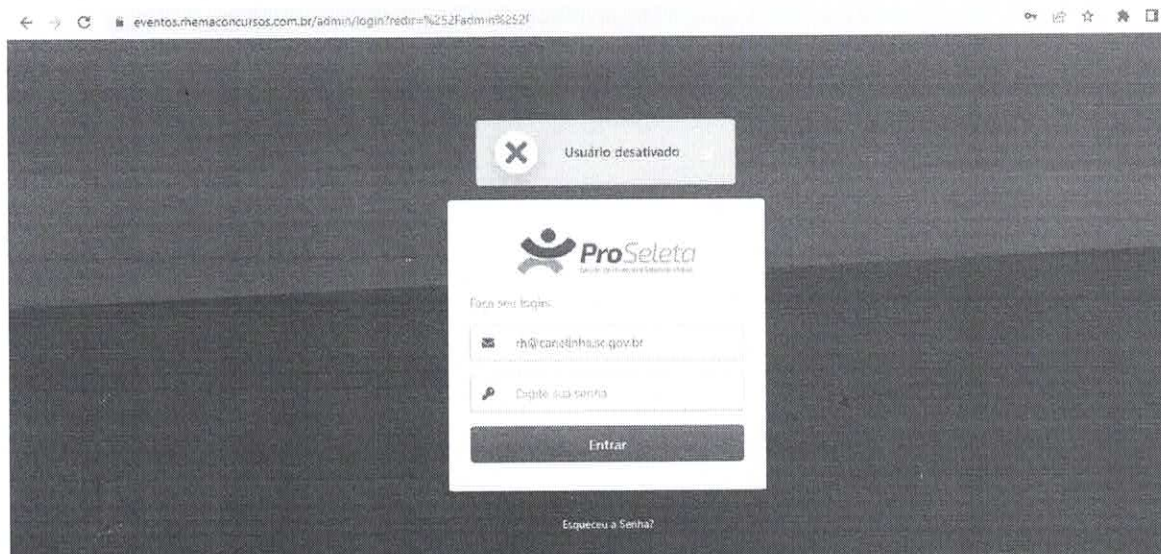 eventos.rhemaconcursos.com.br/admin/login?redir=%252Fadmin%252F
Usuário desativado
ProSeleta
Faça seu login:
rh@canelinha.sc.gov.br
Digite sua senha
Entrar
Esqueceu a Senha?